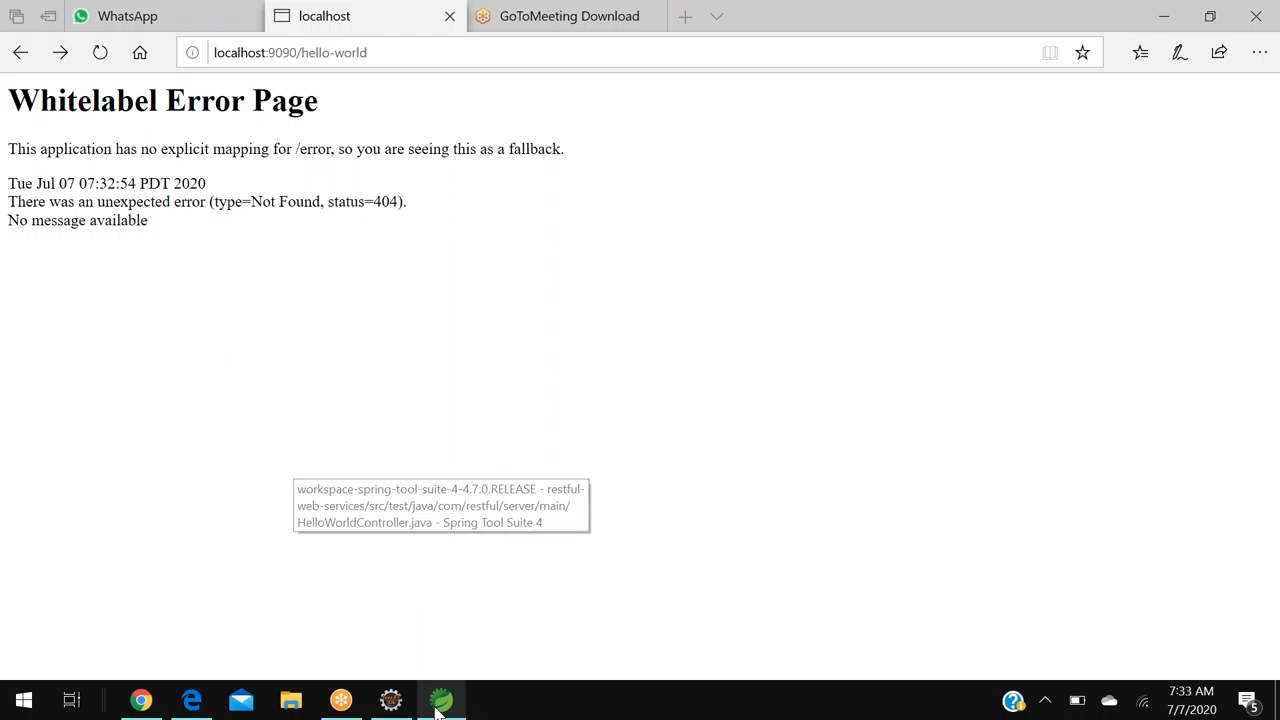 WhatsApp
localhost
GoToMeeting Download
localhost:9090/hello-world
Whitelabel Error Page
This application has no explicit mapping for /error, so you are seeing this as a fallback.
Tue Jul 07 07:32:54 PDT 2020
There was an unexpected error (type=Not Found, status=404).
No message available
workspace-spring-tool-suite-4-4.7.0.RELEASE - restful-
web-services/src/test/java/com/restful/server/main/
HelloWorldController.java - Spring Tool Suite 4
7:33 AM
7/7/2020
5